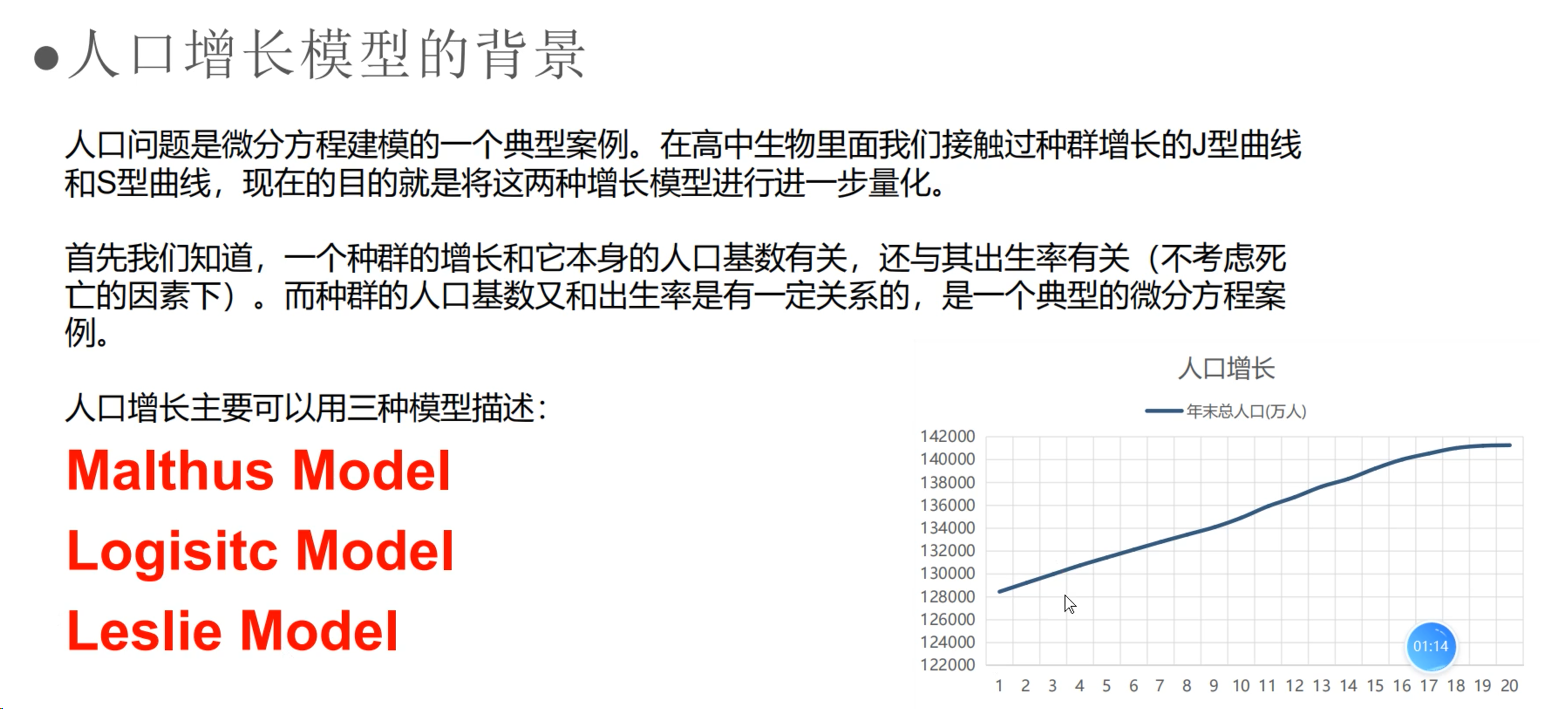 ●人口增长模型的背景
人口问题是微分方程建模的一个典型案例。在高中生物里面我们接触过种群增长的J型曲线
和S型曲线，现在的目的就是将这两种增长模型进行进一步量化。
首先我们知道，一个种群的增长和它本身的人口基数有关，还与其出生率有关（不考虑死
亡的因素下）。而种群的人口基数又和出生率是有一定关系的，是一个典型的微分方程案
例。
人口增长主要可以用三种模型描述：
Malthus Model
Logisitc Model
Leslie Model
人口增长
年末总人口(万人)
142000
140000
138000
136000
134000
132000
130000
128000
126000
124000
122000
1 2 3 4 5 6 7 8 9 10 11 12 13 14 15 16 17 18 19 20
01:14